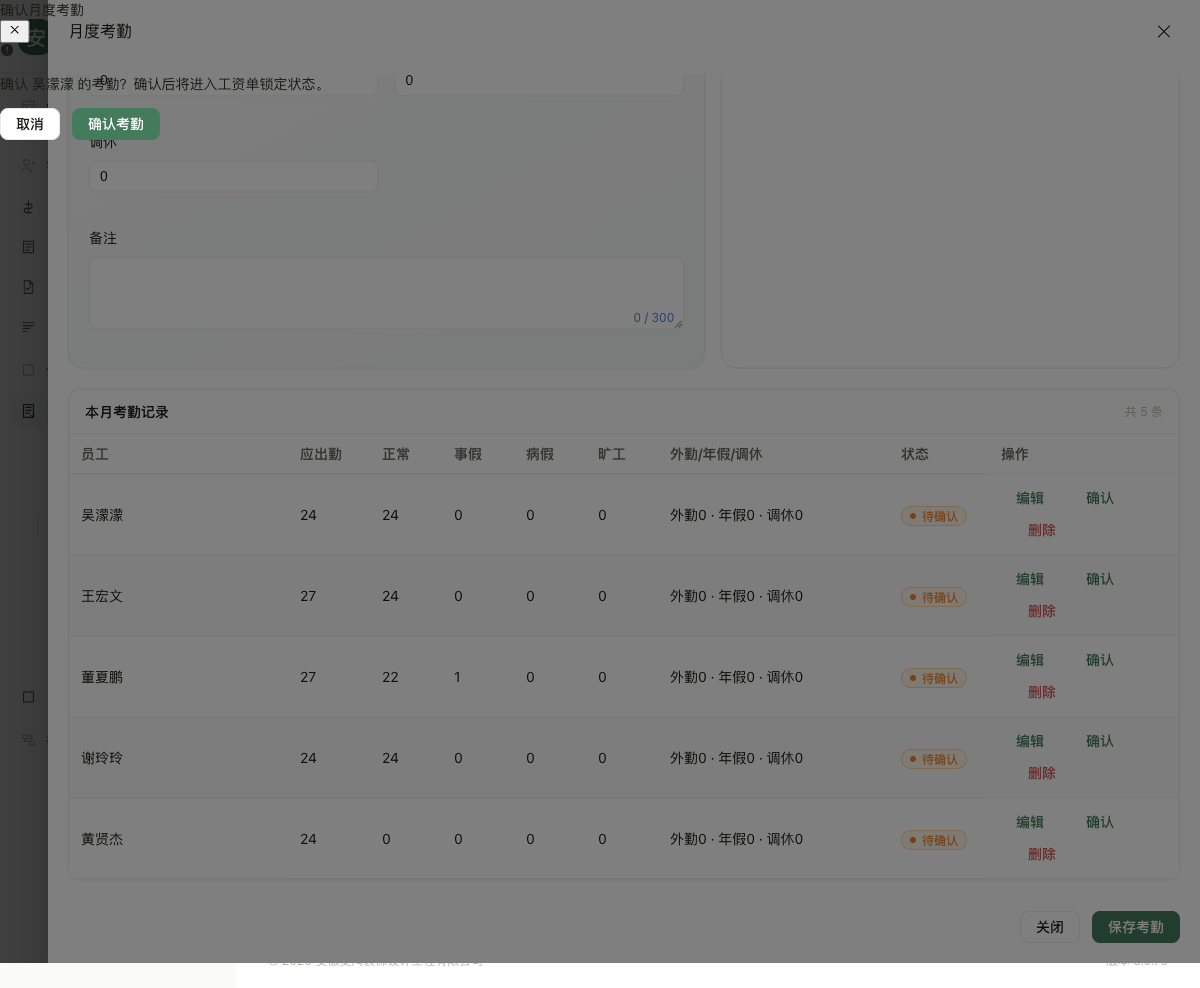 确认月度考勤
安
月度考勤
确认 吴濛濛 的考勤？确认后将进入工资单锁定状态。
0
0
取消
确认考勤
调休
0
备注
0 / 300
本月考勤记录
共 5 条
员工 应出勤 正常 事假 病假 旷工 外勤/年假/调休 状态 操作
吴濛濛 24 24 0 0 0 外勤0 · 年假0 · 调休0 待确认 编辑 确认
删除
王宏文 27 24 0 0 0 外勤0 · 年假0 · 调休0 待确认 编辑 确认
删除
董夏鹏 27 22 1 0 0 外勤0 · 年假0 · 调休0 待确认 编辑 确认
删除
谢玲玲 24 24 0 0 0 外勤0 · 年假0 · 调休0 待确认 编辑 确认
删除
黄贤杰 24 0 0 0 0 外勤0 · 年假0 · 调休0 待确认 编辑 确认
删除
关闭
保存考勤